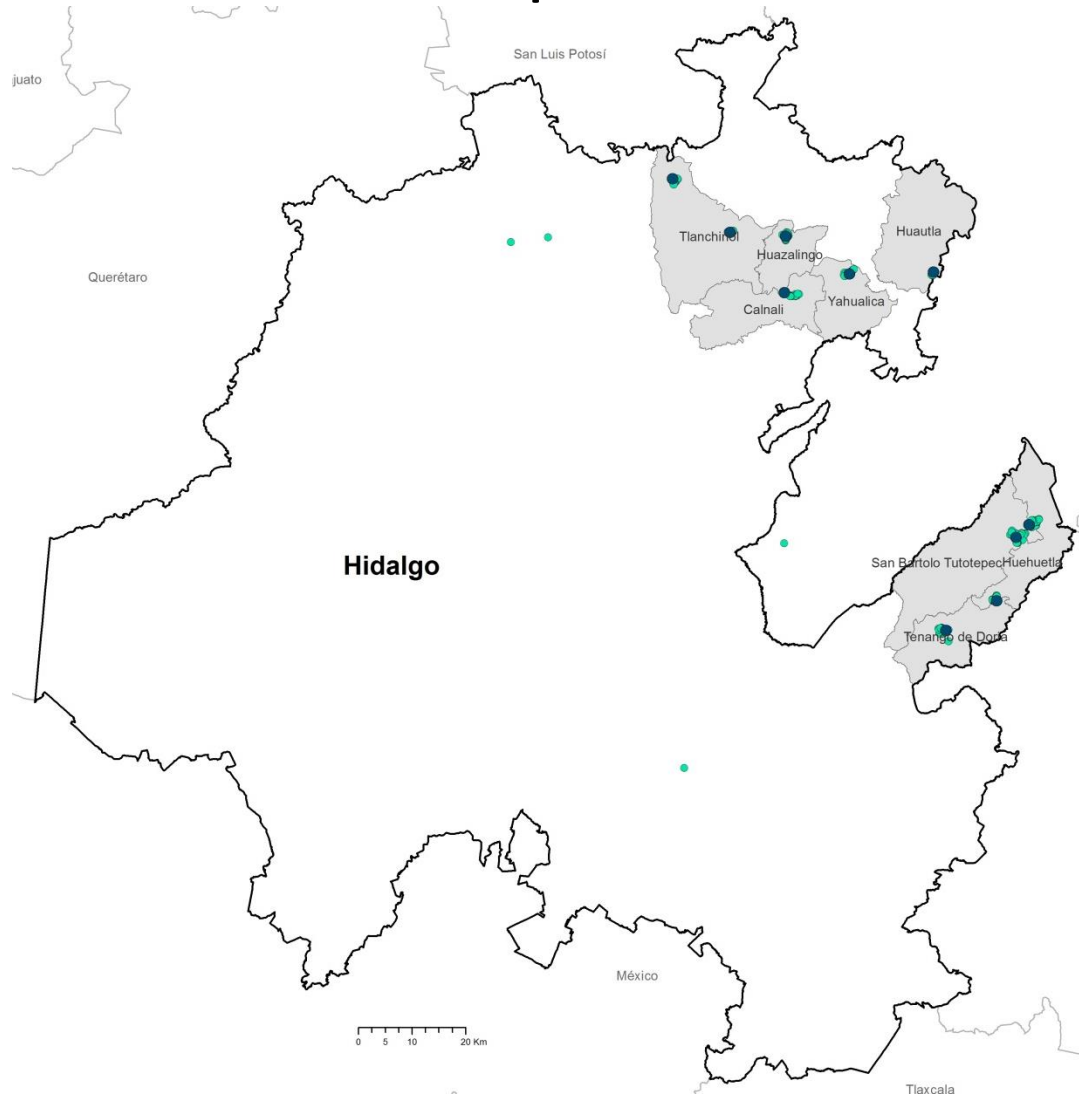 San Luis Potosí
juato
Huautla
Tlanchinol
Huazalingo
Querétaro
Yahualica
Calnali
Hidalgo
San Bartolo Tutotepec
Huehuetla
Tenango de Doria
México
0 5 10 20 Km
Tlaxcala